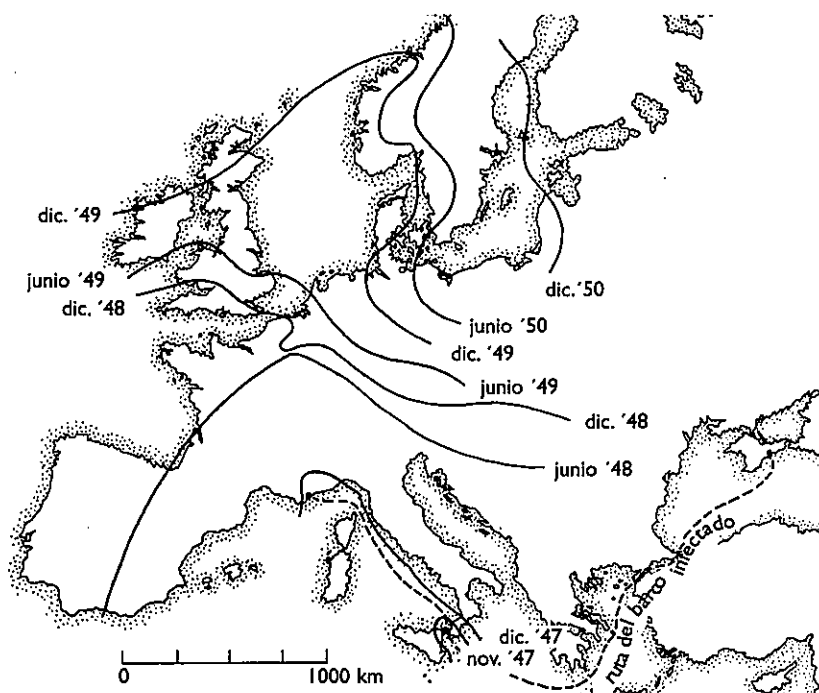 dic. '49
junio '49
dic. '48
dic. '50
junio '50
dic. '49
junio '49
dic. '48
junio '48
ruta del barco infectado
dic. '47
nov. '47
0 1000 km